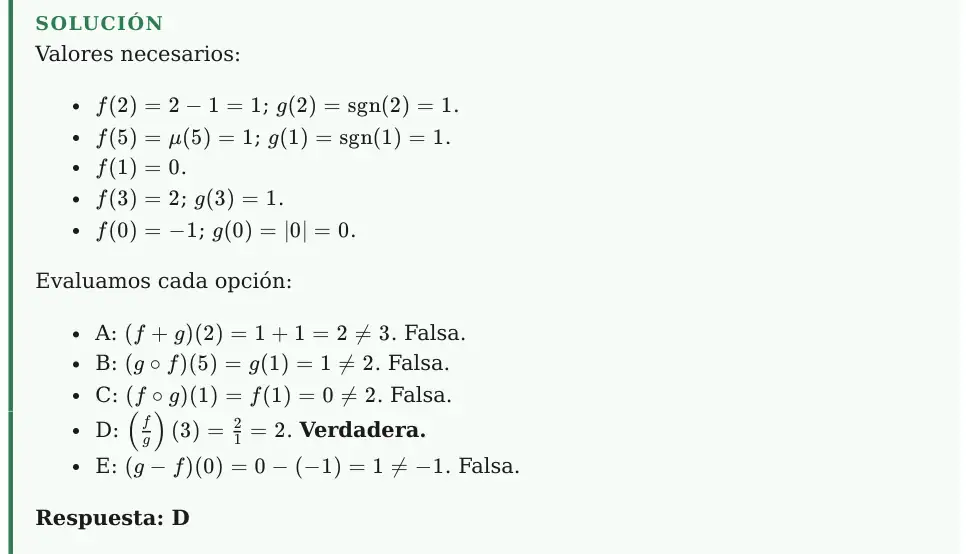 SOLUCIÓN
Valores necesarios:
• f(2) = 2 − 1 = 1; g(2) = sgn(2) = 1.
• f(5) = μ(5) = 1; g(1) = sgn(1) = 1.
• f(1) = 0.
• f(3) = 2; g(3) = 1.
• f(0) = −1; g(0) = |0| = 0.
Evaluamos cada opción:
• A: (f + g)(2) = 1 + 1 = 2 ≠ 3. Falsa.
• B: (g ∘ f)(5) = g(1) = 1 ≠ 2. Falsa.
• C: (f ∘ g)(1) = f(1) = 0 ≠ 2. Falsa.
• D: (f/g)(3) = 2/1 = 2. Verdadera.
• E: (g − f)(0) = 0 − (−1) = 1 ≠ −1. Falsa.
Respuesta: D